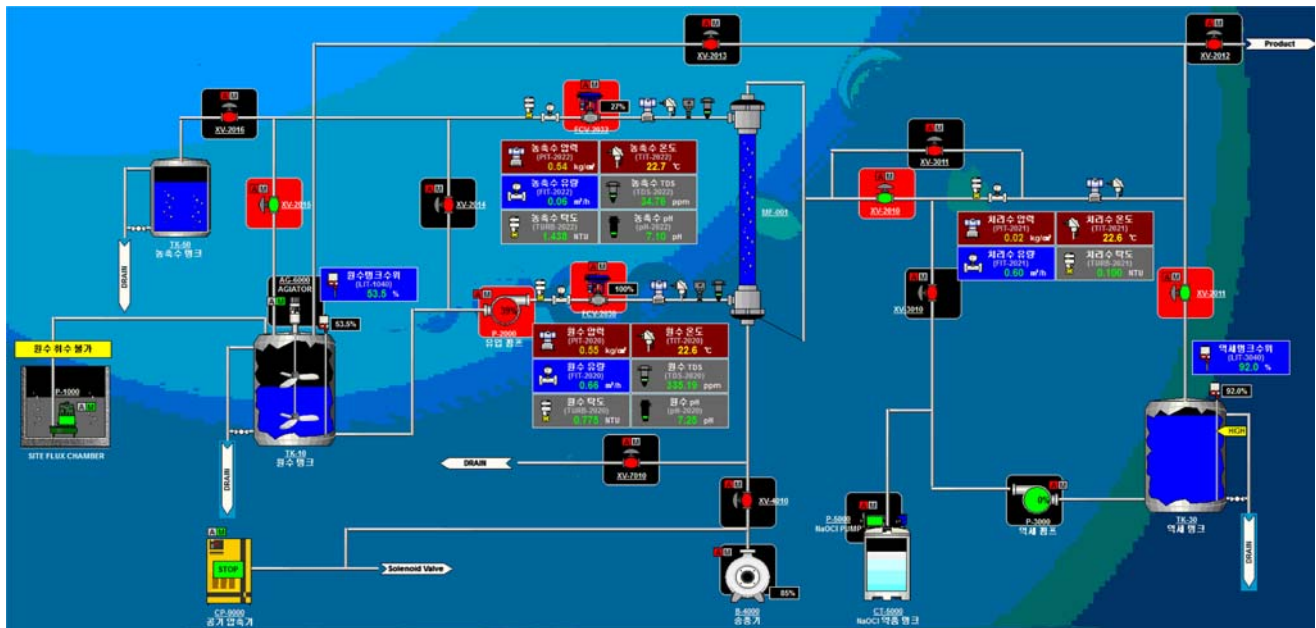 A M
XV-2013
A M
XV-2012
Product
A M
XV-2016
A M
27%
FCV-2022
농축수 압력
(PIT-2022)
0.54 kg/㎠
농축수 온도
(TIT-2022)
22.7 ℃
농축수 유량
(FIT-2022)
0.06 m³/h
농축수 TDS
(TDS-2022)
34.76 ppm
농축수 탁도
(TURB-2022)
1.438 NTU
농축수 pH
(pH-2022)
7.10 pH
MF-001
A M
XV-3011
A M
XV-2010
처리수 압력
(PIT-2021)
0.02 kg/㎠
처리수 온도
(TIT-2021)
22.6 ℃
처리수 유량
(FIT-2021)
0.60 m³/h
처리수 탁도
(TURB-2021)
0.100 NTU
A M
XV-2015
A M
XV-2014
TK-50
농축수 탱크
DRAIN
AG-6000
AGIATOR
A M
원수탱크수위
(LIT-1040)
53.5 %
53.5%
A M
39%
P-2000
유입 펌프
A M
100%
FCV-2020
원수 압력
(PIT-2020)
0.55 kg/㎠
원수 온도
(TIT-2020)
22.6 ℃
원수 유량
(FIT-2020)
0.66 m³/h
원수 TDS
(TDS-2020)
335.19 ppm
원수 탁도
(TURB-2020)
0.775 NTU
원수 pH
(pH-2020)
7.25 pH
A M
XV-3010
A M
XV-2011
역세탱크수위
(LIT-3040)
92.0 %
92.0%
HIGH
원수 취수 불가
P-1000
A M
SITE FLUX CHAMBER
DRAIN
TK-10
원수 탱크
DRAIN
A M
XV-7010
A M
XV-4010
A M
P-5000
NaOCl PUMP
A M
0%
P-3000
역세 펌프
TK-30
역세 탱크
DRAIN
A M
STOP
CP-9000
공기 압축기
Solenoid Valve
A M
85%
B-4000
송풍기
CT-5000
NaOCl 약품 탱크